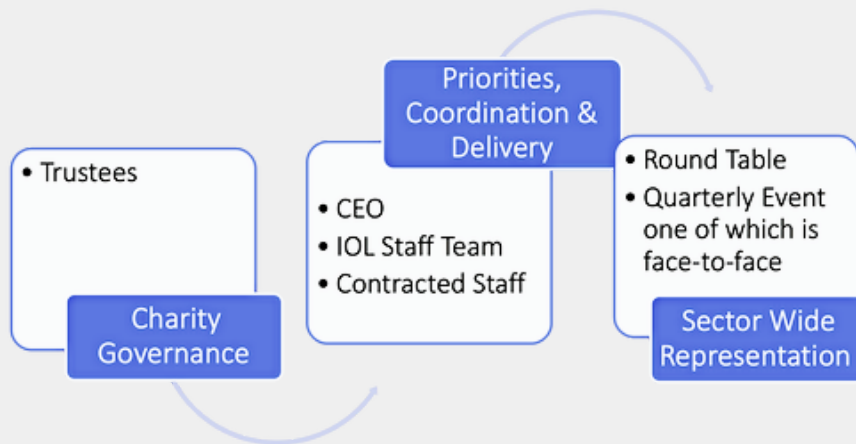 • Trustees
Charity
Governance
Priorities,
Coordination &
Delivery
• CEO
• IOL Staff Team
• Contracted Staff
• Round Table
• Quarterly Event
one of which is
face-to-face
Sector Wide
Representation